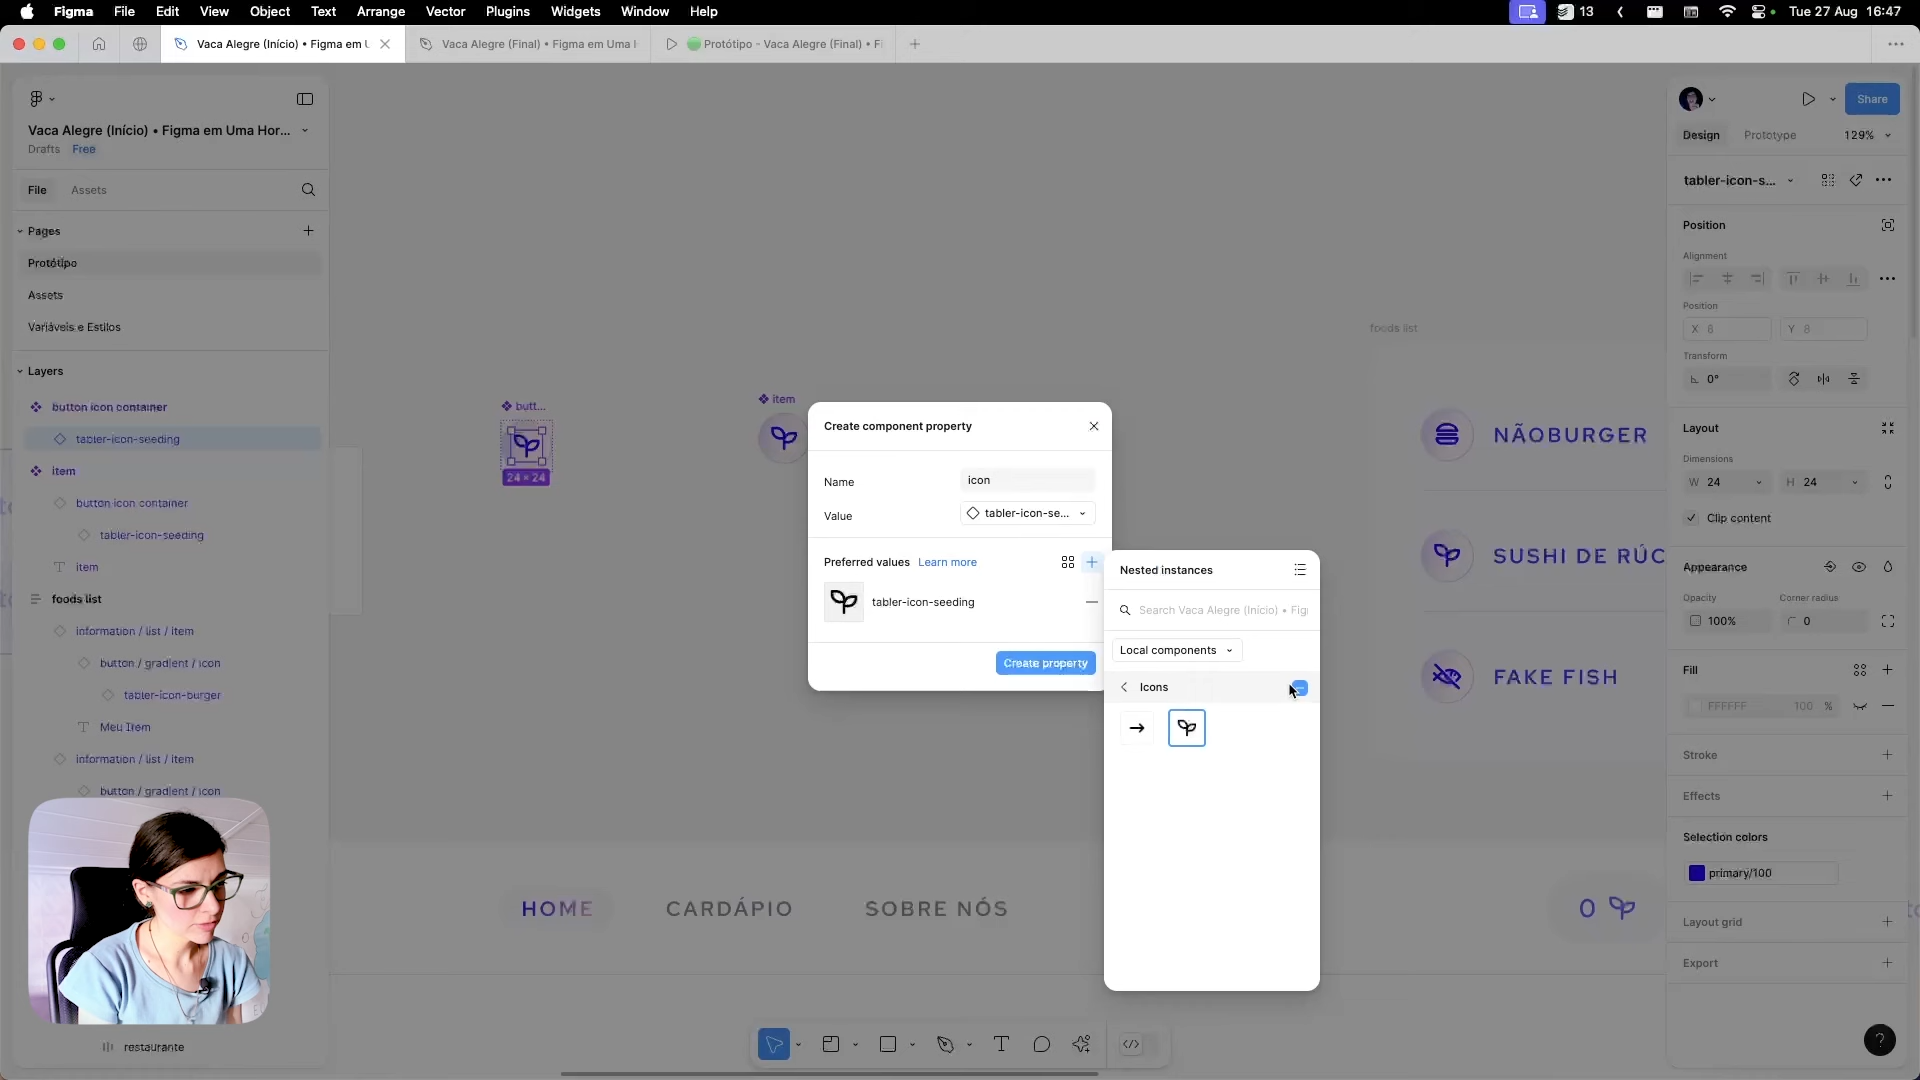 Figma File Edit View Object Text Arrange Vector Plugins Widgets Window Help
13 Tue 27 Aug 16:47
Vaca Alegre (Início) • Figma em U
Vaca Alegre (Final) • Figma em Uma H
Protótipo - Vaca Alegre (Final) • F
Vaca Alegre (Início) • Figma em Uma Hor...
Drafts Free
File Assets
Pages
Protótipo
Assets
Variáveis e Estilos
Layers
button icon container
tabler-icon-seeding
item
button icon container
tabler-icon-seeding
item
foods list
information / list / item
button / gradient / icon
tabler-icon-burger
Meu Item
information / list / item
button / gradient / icon
restaurante
butt...
24 × 24
item
Create component property
Name icon
Value tabler-icon-se...
Preferred values Learn more
tabler-icon-seeding
Create property
Nested instances
Search Vaca Alegre (Início) • Fig
Local components
Icons
foods list
NÃOBURGER
SUSHI DE RÚC
FAKE FISH
HOME CARDÁPIO SOBRE NÓS
0
Share
Design Prototype 129%
tabler-icon-s...
Position
Alignment
Position
X 8 Y 8
Transform
0°
Layout
Dimensions
W 24 H 24
Clip content
Appearance
Opacity Corner radius
100% 0
Fill
FFFFFF 100 %
Stroke
Effects
Selection colors
primary/100
Layout grid
Export
?